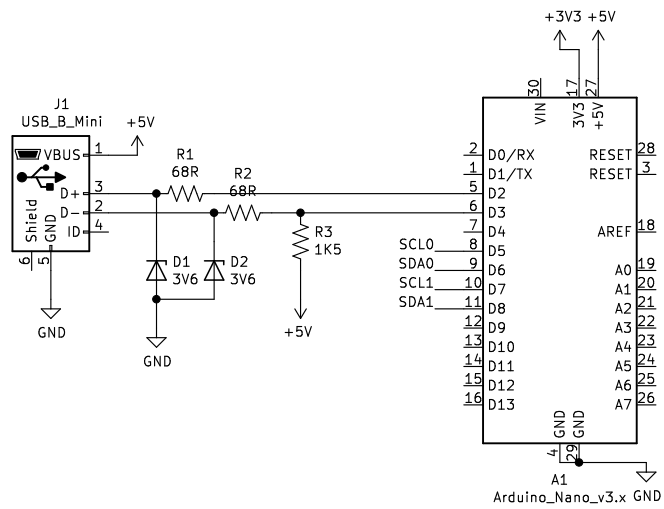 +3V3 +5V
J1
USB_B_Mini
+5V
30 17 27
VIN 3V3 +5V
VBUS 1
R1
68R
R2
68R
2 D0/RX RESET 28
1 D1/TX RESET 3
D+ 3
5 D2
D- 2
6 D3
ID 4
7 D4 AREF 18
Shield GND
6 5
R3
1K5
SCL0 8 D5
D1
3V6
D2
3V6
SDA0 9 D6 A0 19
SCL1 10 D7 A1 20
SDA1 11 D8 A2 21
GND
+5V
12 D9 A3 22
13 D10 A4 23
GND
14 D11 A5 24
15 D12 A6 25
16 D13 A7 26
GND GND
4 29
A1
Arduino_Nano_v3.x
GND